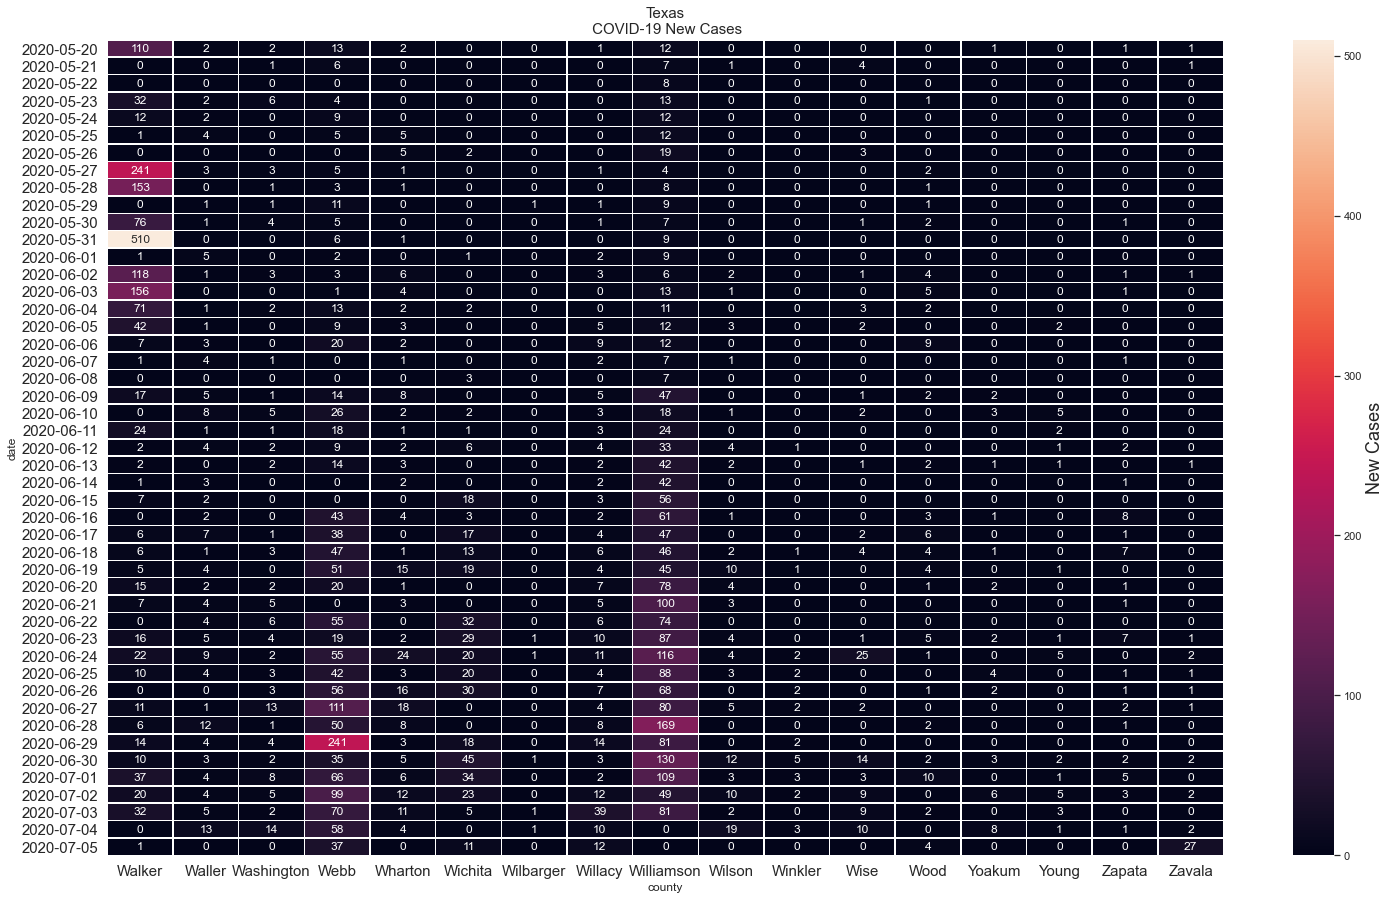 Texas
COVID-19 New Cases
2020-05-20 110 2 2 13 2 0 0 1 12 0 0 0 0 1 0 1 1
2020-05-21 0 0 1 6 0 0 0 0 7 1 0 4 0 0 0 0 1
2020-05-22 0 0 0 0 0 0 0 0 8 0 0 0 0 0 0 0 0
2020-05-23 32 2 6 4 0 0 0 0 13 0 0 0 1 0 0 0 0
2020-05-24 12 2 0 9 0 0 0 0 12 0 0 0 0 0 0 0 0
2020-05-25 1 4 0 5 5 0 0 0 12 0 0 0 0 0 0 0 0
2020-05-26 0 0 0 0 5 2 0 0 19 0 0 3 0 0 0 0 0
2020-05-27 241 3 3 5 1 0 0 1 4 0 0 0 2 0 0 0 0
2020-05-28 153 0 1 3 1 0 0 0 8 0 0 0 1 0 0 0 0
2020-05-29 0 1 1 11 0 0 1 1 9 0 0 0 1 0 0 0 0
2020-05-30 76 1 4 5 0 0 0 1 7 0 0 1 2 0 0 1 0
2020-05-31 510 0 0 6 1 0 0 0 9 0 0 0 0 0 0 0 0
2020-06-01 1 5 0 2 0 1 0 2 9 0 0 0 0 0 0 0 0
2020-06-02 118 1 3 3 6 0 0 3 6 2 0 1 4 0 0 1 1
2020-06-03 156 0 0 1 4 0 0 0 13 1 0 0 5 0 0 1 0
2020-06-04 71 1 2 13 2 2 0 0 11 0 0 3 2 0 0 0 0
2020-06-05 42 1 0 9 3 0 0 5 12 3 0 2 0 0 2 0 0
2020-06-06 7 3 0 20 2 0 0 9 12 0 0 0 9 0 0 0 0
2020-06-07 1 4 1 0 1 0 0 2 7 1 0 0 0 0 0 1 0
2020-06-08 0 0 0 0 0 3 0 0 7 0 0 0 0 0 0 0 0
2020-06-09 17 5 1 14 8 0 0 5 47 0 0 1 2 2 0 0 0
2020-06-10 0 8 5 26 2 2 0 3 18 1 0 2 0 3 5 0 0
2020-06-11 24 1 1 18 1 1 0 3 24 0 0 0 0 0 2 0 0
2020-06-12 2 4 2 9 2 6 0 4 33 4 1 0 0 0 1 2 0
2020-06-13 2 0 2 14 3 0 0 2 42 2 0 1 2 1 1 0 1
2020-06-14 1 3 0 0 2 0 0 2 42 0 0 0 0 0 0 1 0
2020-06-15 7 2 0 0 0 18 0 3 56 0 0 0 0 0 0 0 0
2020-06-16 0 2 0 43 4 3 0 2 61 1 0 0 3 1 0 8 0
2020-06-17 6 7 1 38 0 17 0 4 47 0 0 2 6 0 0 1 0
2020-06-18 6 1 3 47 1 13 0 6 46 2 1 4 4 1 0 7 0
2020-06-19 5 4 0 51 15 19 0 4 45 10 1 0 4 0 1 0 0
2020-06-20 15 2 2 20 1 0 0 7 78 4 0 0 1 2 0 1 0
2020-06-21 7 4 5 0 3 0 0 5 100 3 0 0 0 0 0 1 0
2020-06-22 0 4 6 55 0 32 0 6 74 0 0 0 0 0 0 0 0
2020-06-23 16 5 4 19 2 29 1 10 87 4 0 1 5 2 1 7 1
2020-06-24 22 9 2 55 24 20 1 11 116 4 2 25 1 0 5 0 2
2020-06-25 10 4 3 42 3 20 0 4 88 3 2 0 0 4 0 1 1
2020-06-26 0 0 3 56 16 30 0 7 68 0 2 0 1 2 0 1 1
2020-06-27 11 1 13 111 18 0 0 4 80 5 2 2 0 0 0 2 1
2020-06-28 6 12 1 50 8 0 0 8 169 0 0 0 2 0 0 1 0
2020-06-29 14 4 4 241 3 18 0 14 81 0 2 0 0 0 0 0 0
2020-06-30 10 3 2 35 5 45 1 3 130 12 5 14 2 3 2 2 2
2020-07-01 37 4 8 66 6 34 0 2 109 3 3 3 10 0 1 5 0
2020-07-02 20 4 5 99 12 23 0 12 49 10 2 9 0 6 5 3 2
2020-07-03 32 5 2 70 11 5 1 39 81 2 0 9 2 0 3 0 0
2020-07-04 0 13 14 58 4 0 1 10 0 19 3 10 0 8 1 1 2
2020-07-05 1 0 0 37 0 11 0 12 0 0 0 0 4 0 0 0 27
Walker Waller Washington Webb Wharton Wichita Wilbarger Willacy Williamson Wilson Winkler Wise Wood Yoakum Young Zapata Zavala
county
date
500
400
300
200
100
0
New Cases